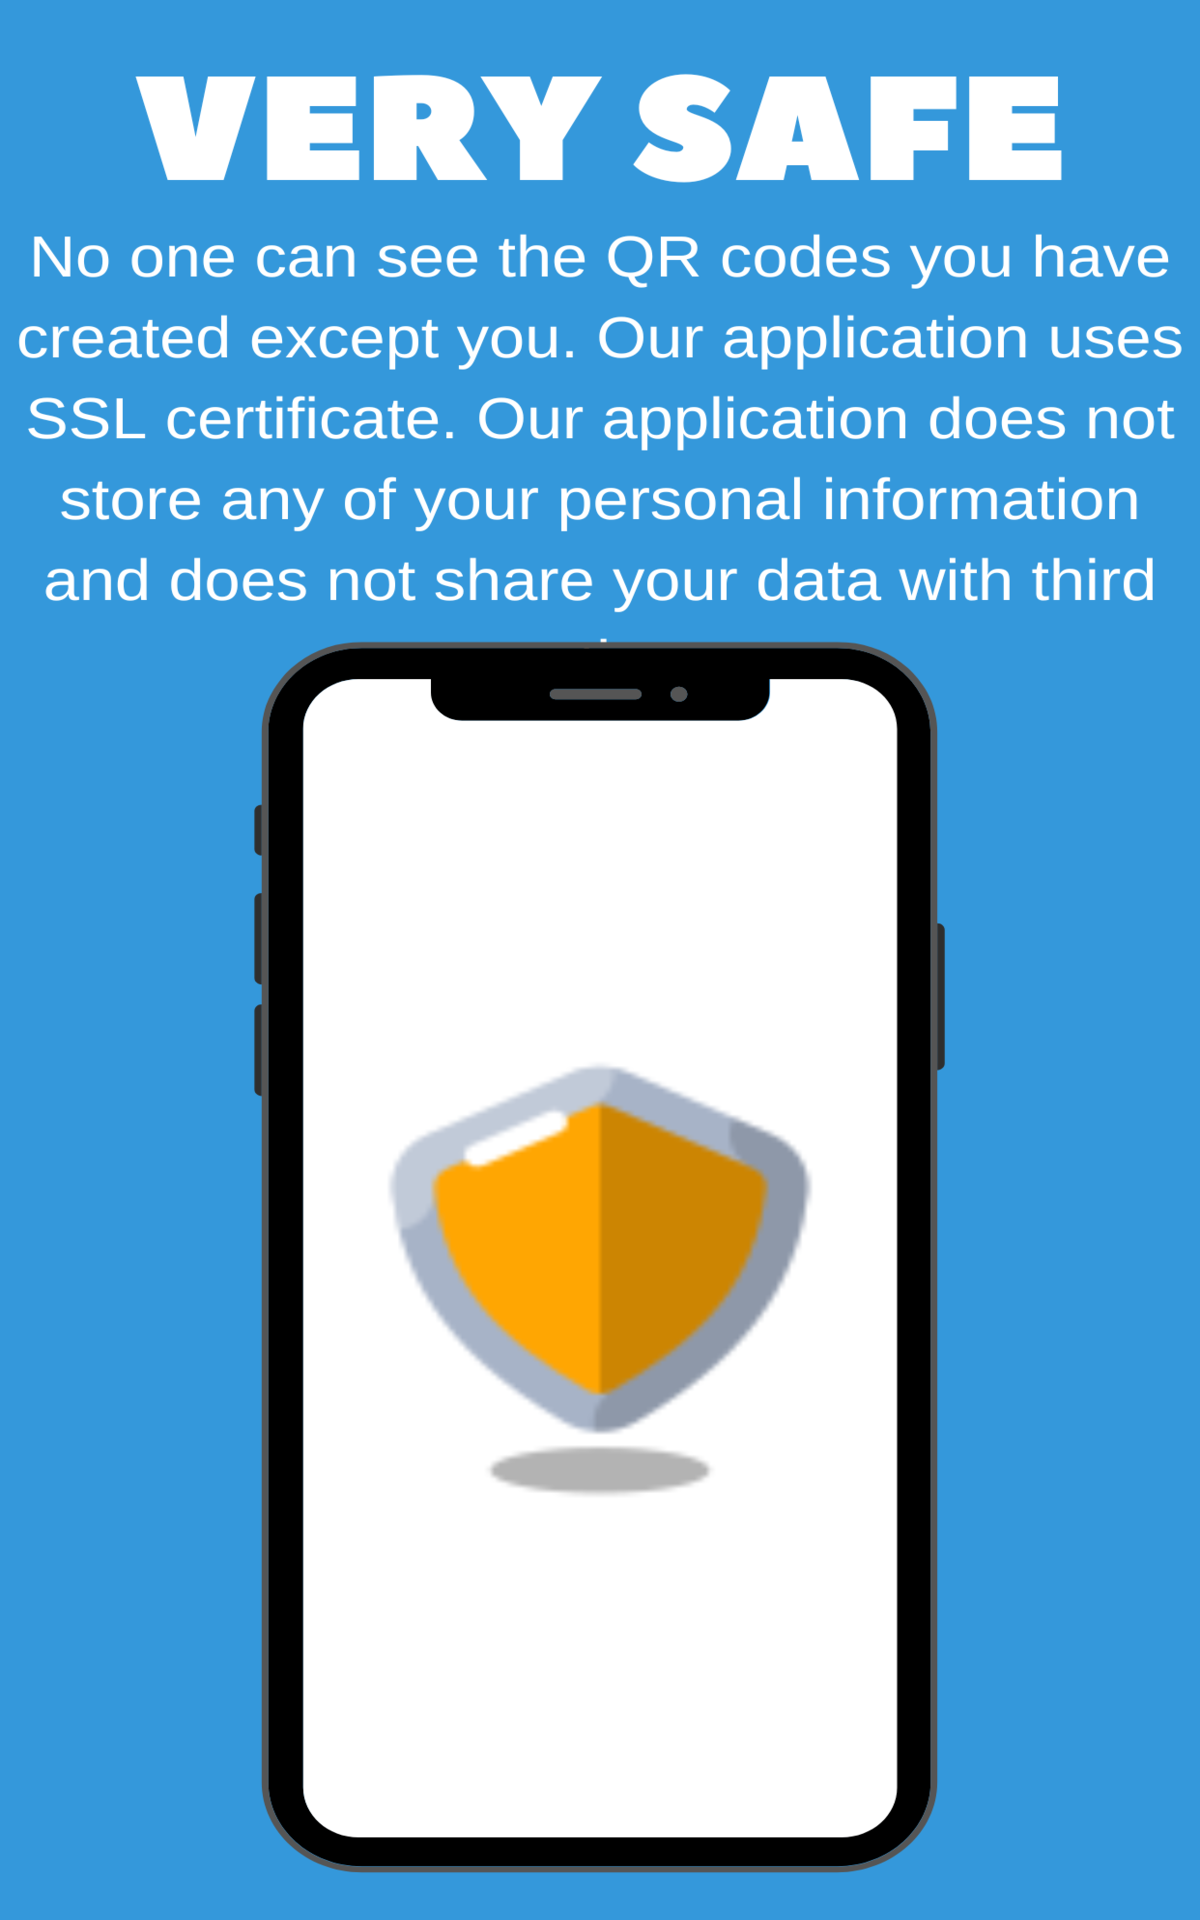 VERY SAFE
No one can see the QR codes you have
created except you. Our application uses
SSL certificate. Our application does not
store any of your personal information
and does not share your data with third